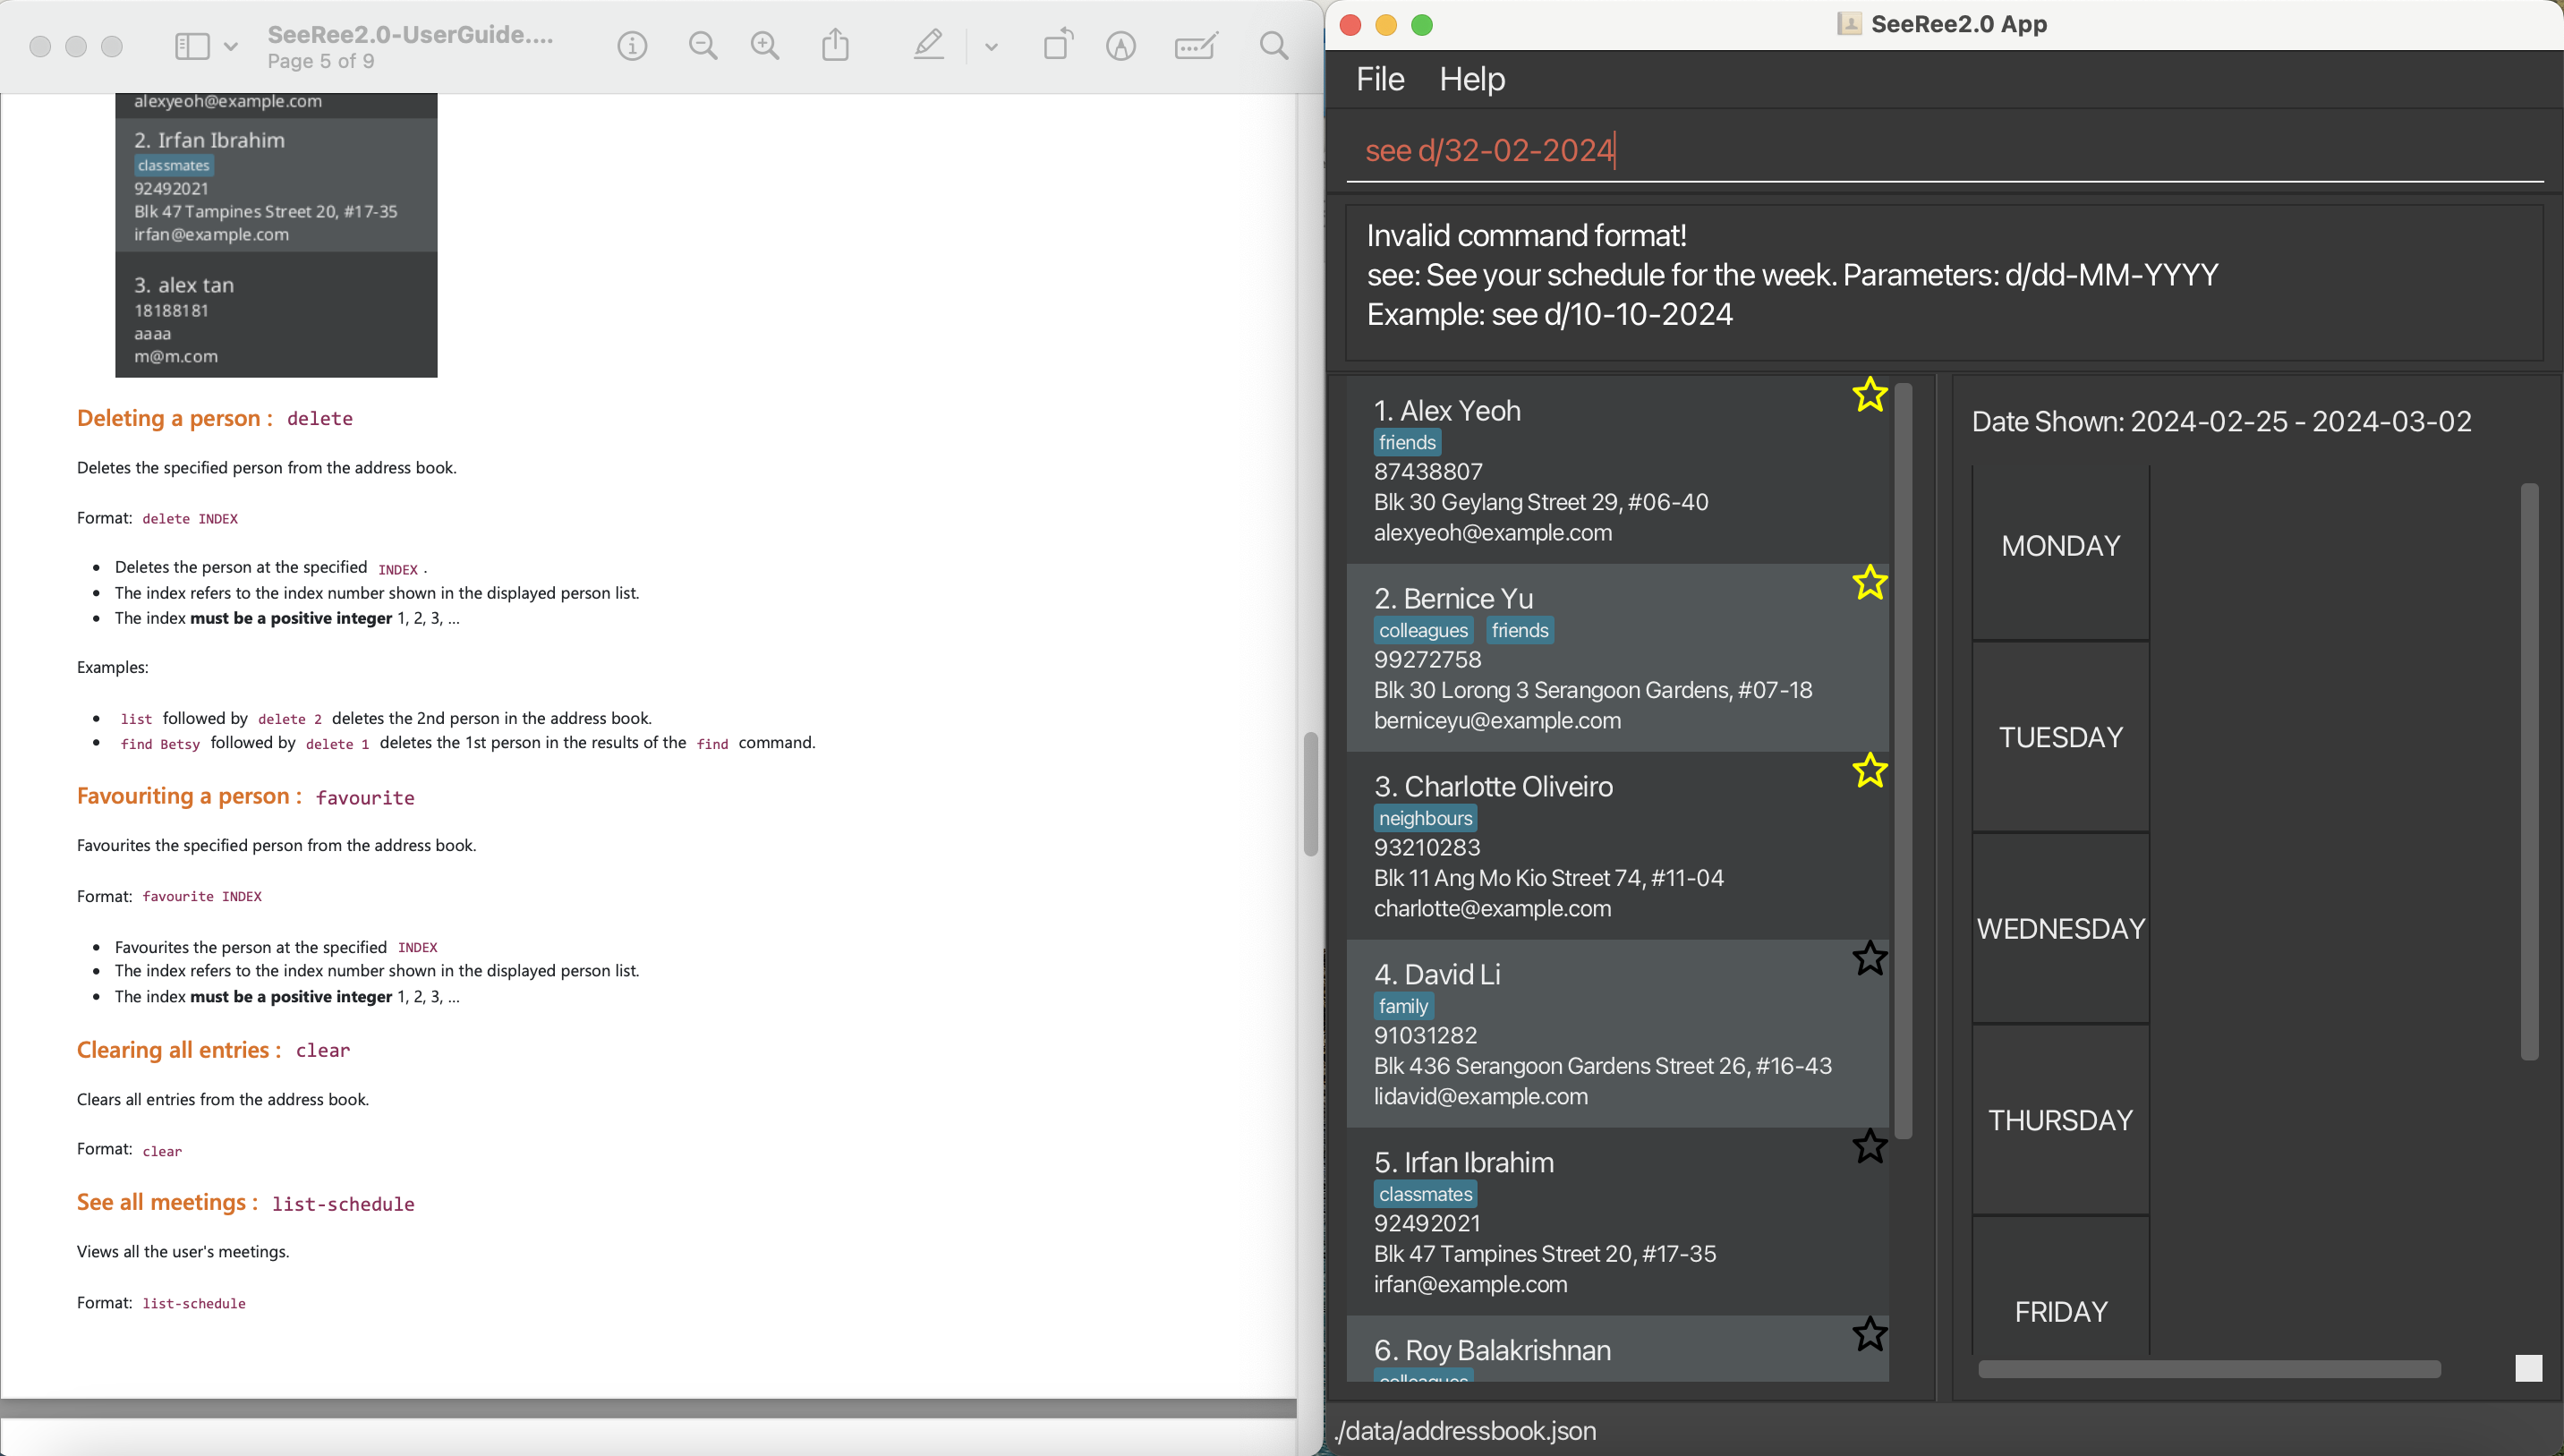 SeeRee2.0-UserGuide....
Page 5 of 9
alexyeoh@example.com
2. Irfan Ibrahim
classmates
92492021
Blk 47 Tampines Street 20, #17-35
irfan@example.com
3. alex tan
18188181
aaaa
m@m.com
Deleting a person : delete
Deletes the specified person from the address book.
Format: delete INDEX
• Deletes the person at the specified INDEX .
• The index refers to the index number shown in the displayed person list.
• The index must be a positive integer 1, 2, 3, ...
Examples:
• list followed by delete 2 deletes the 2nd person in the address book.
• find Betsy followed by delete 1 deletes the 1st person in the results of the find command.
Favouriting a person : favourite
Favourites the specified person from the address book.
Format: favourite INDEX
• Favourites the person at the specified INDEX
• The index refers to the index number shown in the displayed person list.
• The index must be a positive integer 1, 2, 3, ...
Clearing all entries : clear
Clears all entries from the address book.
Format: clear
See all meetings : list-schedule
Views all the user's meetings.
Format: list-schedule
SeeRee2.0 App
File Help
see d/32-02-2024
Invalid command format!
see: See your schedule for the week. Parameters: d/dd-MM-YYYY
Example: see d/10-10-2024
1. Alex Yeoh
friends
87438807
Blk 30 Geylang Street 29, #06-40
alexyeoh@example.com
2. Bernice Yu
colleagues friends
99272758
Blk 30 Lorong 3 Serangoon Gardens, #07-18
berniceyu@example.com
3. Charlotte Oliveiro
neighbours
93210283
Blk 11 Ang Mo Kio Street 74, #11-04
charlotte@example.com
4. David Li
family
91031282
Blk 436 Serangoon Gardens Street 26, #16-43
lidavid@example.com
5. Irfan Ibrahim
classmates
92492021
Blk 47 Tampines Street 20, #17-35
irfan@example.com
6. Roy Balakrishnan
colleagues
Date Shown: 2024-02-25 - 2024-03-02
MONDAY
TUESDAY
WEDNESDAY
THURSDAY
FRIDAY
./data/addressbook.json